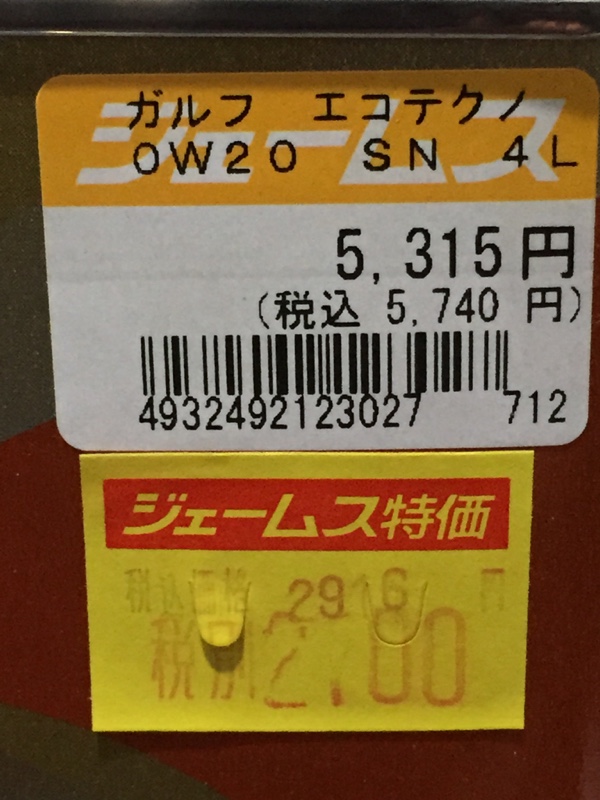 ジェームス
ガルフ エコテクノ
0W20 SN 4L
5,315円
(税込 5,740 円)
4932492123027 712
ジェームス特価
税込価格 2916 円
税別